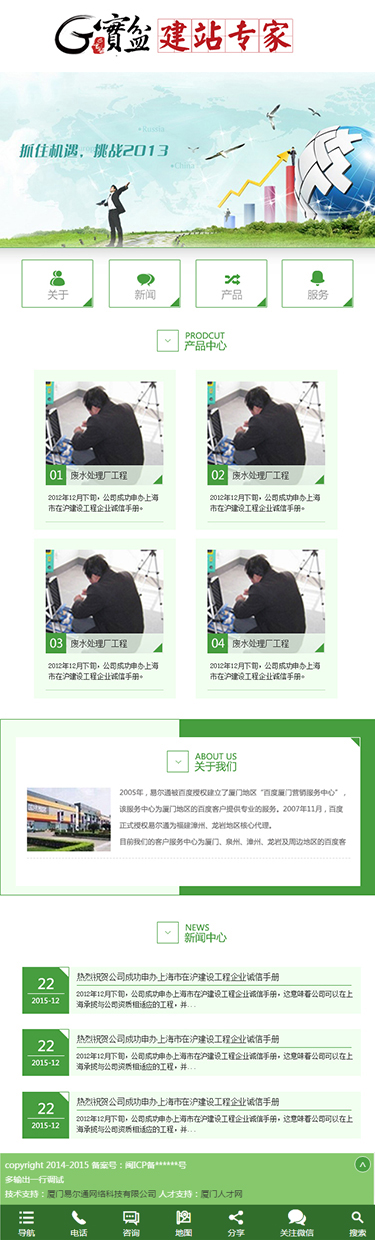 G寶盆 建站专家
Russia
China
抓住机遇，挑战2013
关于
新闻
产品
服务
PRODCUT
产品中心
01 废水处理厂工程
2012年12月下旬，公司成功申办上海
市在沪建设工程企业诚信手册。
02 废水处理厂工程
2012年12月下旬，公司成功申办上海
市在沪建设工程企业诚信手册。
03 废水处理厂工程
2012年12月下旬，公司成功申办上海
市在沪建设工程企业诚信手册。
04 废水处理厂工程
2012年12月下旬，公司成功申办上海
市在沪建设工程企业诚信手册。
ABOUT US
关于我们
2005年，易尔通被百度授权建立了厦门地区“百度厦门营销服务中心”，
该服务中心为厦门地区的百度客户提供专业的服务。2007年11月，百度
正式授权易尔通为福建漳州、龙岩地区核心代理。
目前我们的客户服务中心为厦门、泉州、漳州、龙岩及周边地区的百度客
NEWS
新闻中心
22
2015-12
热烈祝贺公司成功申办上海市在沪建设工程企业诚信手册
2012年12月下旬，公司成功申办上海市在沪建设工程企业诚信手册，这意味着公司可以在上
海承揽与公司资质相适应的工程，并...
22
2015-12
热烈祝贺公司成功申办上海市在沪建设工程企业诚信手册
2012年12月下旬，公司成功申办上海市在沪建设工程企业诚信手册，这意味着公司可以在上
海承揽与公司资质相适应的工程，并...
22
2015-12
热烈祝贺公司成功申办上海市在沪建设工程企业诚信手册
2012年12月下旬，公司成功申办上海市在沪建设工程企业诚信手册，这意味着公司可以在上
海承揽与公司资质相适应的工程，并...
copyright 2014-2015 备案号：闽ICP备******号
多输出一行调试
技术支持：厦门易尔通网络科技有限公司 人才支持：厦门人才网
导航
电话
咨询
地图
分享
关注微信
搜索